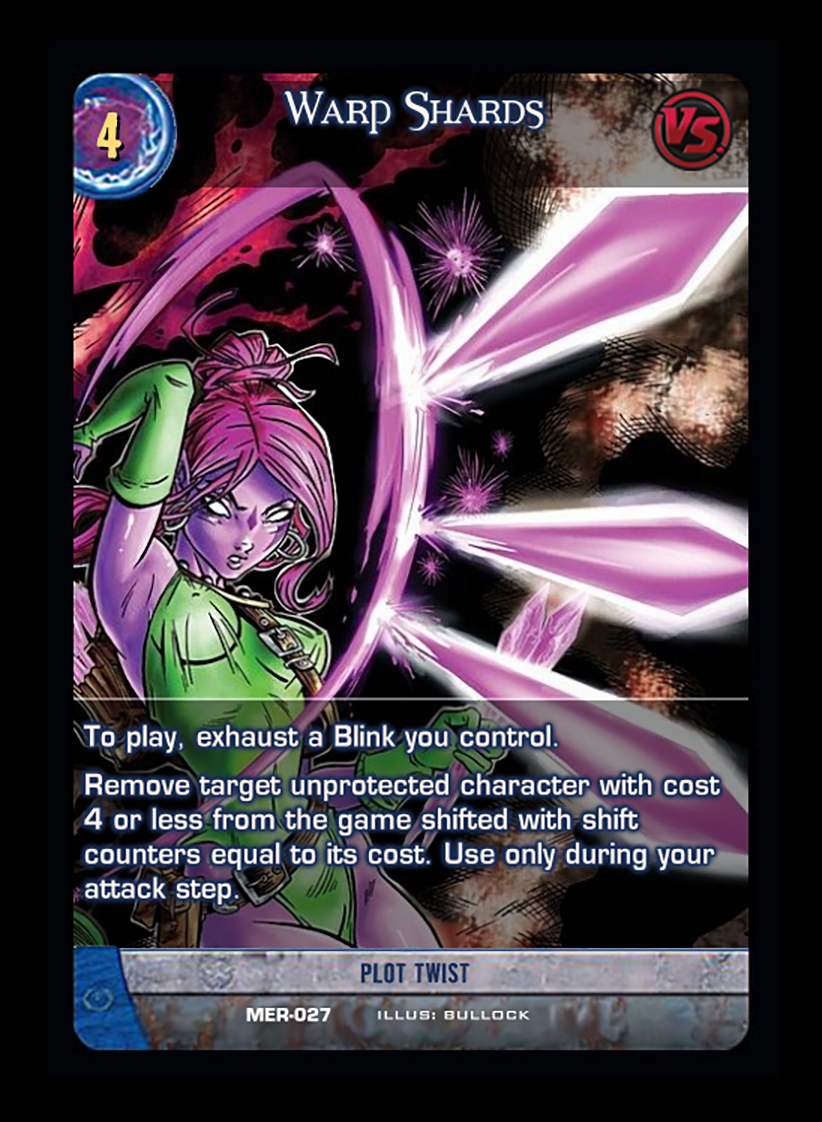 4
Warp Shards
VS.
To play, exhaust a Blink you control.
Remove target unprotected character with cost
4 or less from the game shifted with shift
counters equal to its cost. Use only during your
attack step.
PLOT TWIST
MER-027 ILLUS: BULLOCK